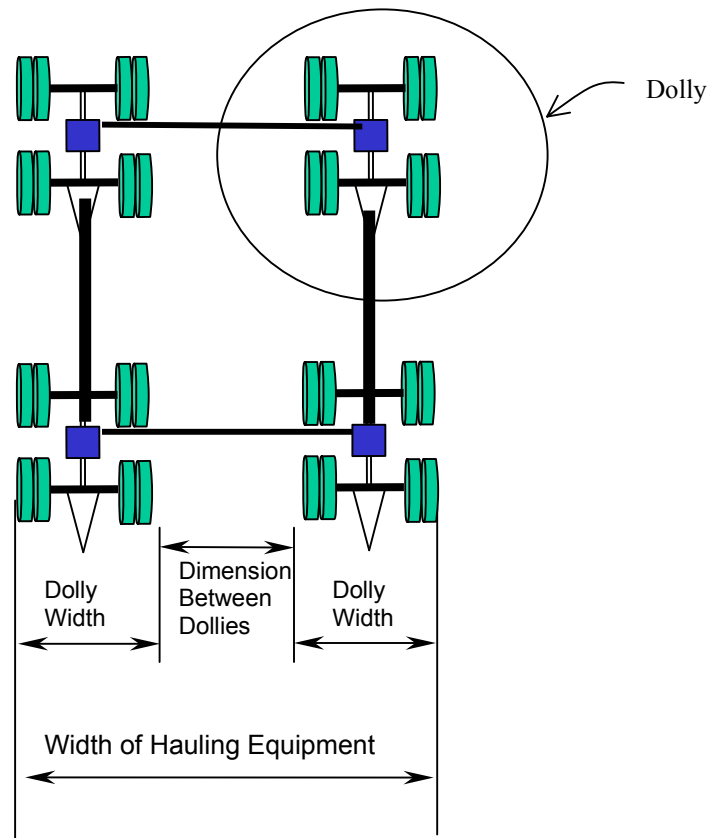 Dolly
Dolly
Width
Dimension
Between
Dollies
Dolly
Width
Width of Hauling Equipment